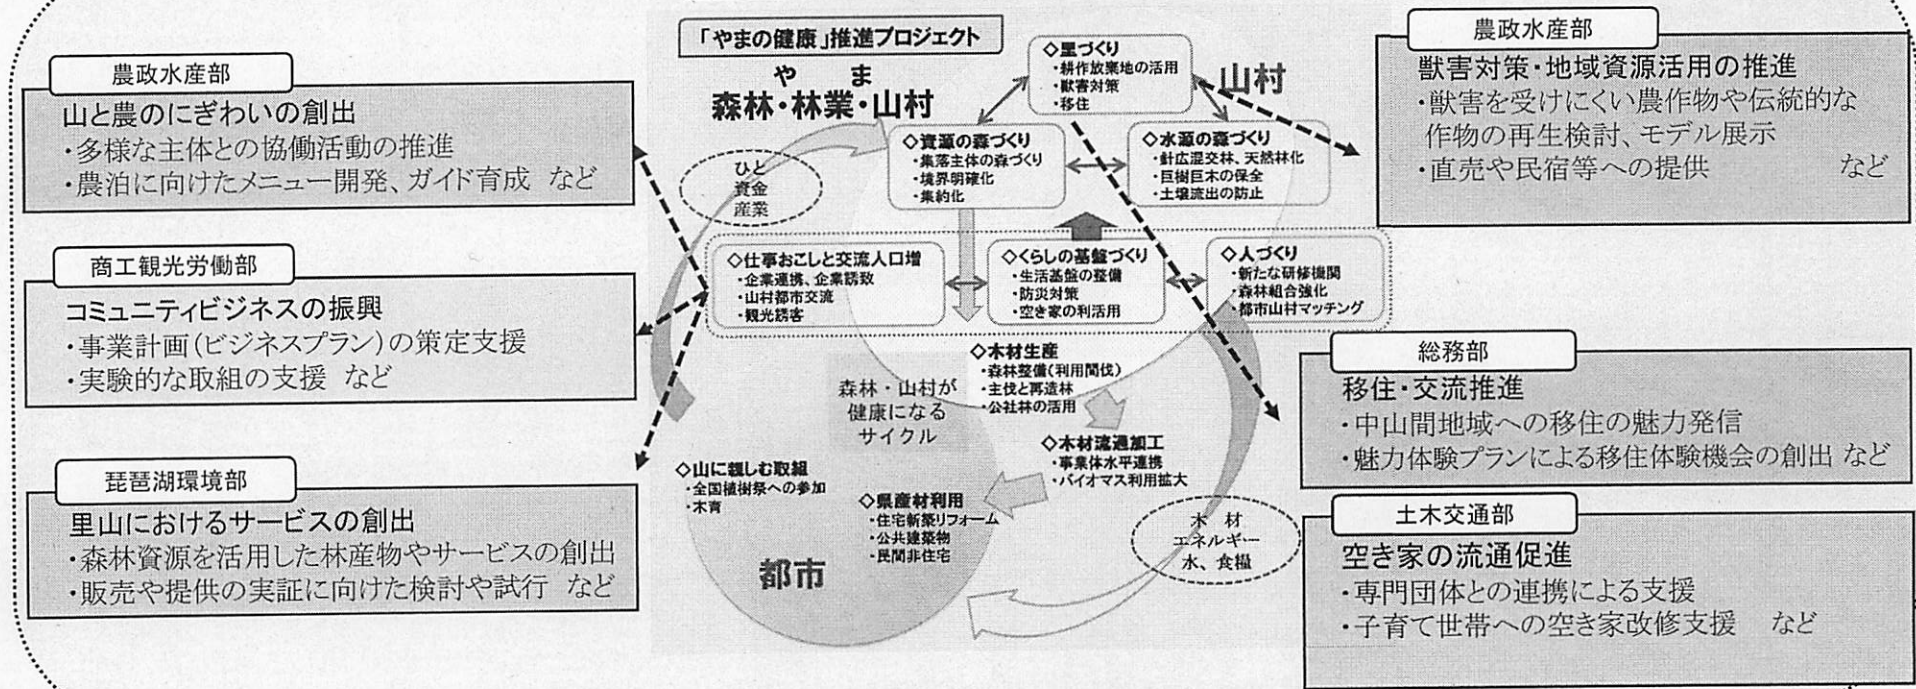 農政水産部
山と農のにぎわいの創出
・多様な主体との協働活動の推進
・農泊に向けたメニュー開発、ガイド育成 など
商工観光労働部
コミュニティビジネスの振興
・事業計画(ビジネスプラン)の策定支援
・実験的な取組の支援 など
琵琶湖環境部
里山におけるサービスの創出
・森林資源を活用した林産物やサービスの創出
・販売や提供の実証に向けた検討や試行 など
「やまの健康」推進プロジェクト
やま
森林・林業・山村
山村
◇里づくり
・耕作放棄地の活用
・獣害対策
・移住
◇資源の森づくり
・集落主体の森づくり
・境界明確化
・集約化
◇水源の森づくり
・針広混交林、天然林化
・巨樹巨木の保全
・土壌流出の防止
ひと
資金
産業
◇仕事おこしと交流人口増
・企業連携、企業誘致
・山村都市交流
・観光誘客
◇くらしの基盤づくり
・生活基盤の整備
・防災対策
・空き家の利活用
◇人づくり
・新たな研修機関
・森林組合強化
・都市山村マッチング
◇木材生産
・森林整備(利用間伐)
・主伐と再造林
・公社林の活用
森林・山村が
健康になる
サイクル
◇木材流通加工
・事業体水平連携
・バイオマス利用拡大
◇山に親しむ取組
・全国植樹祭への参加
・木育
◇県産材利用
・住宅新築リフォーム
・公共建築物
・民間非住宅
都市
木 材
エネルギー
水、食糧
農政水産部
獣害対策・地域資源活用の推進
・獣害を受けにくい農作物や伝統的な
作物の再生検討、モデル展示
・直売や民宿等への提供 など
総務部
移住・交流推進
・中山間地域への移住の魅力発信
・魅力体験プランによる移住体験機会の創出 など
土木交通部
空き家の流通促進
・専門団体との連携による支援
・子育て世帯への空き家改修支援 など